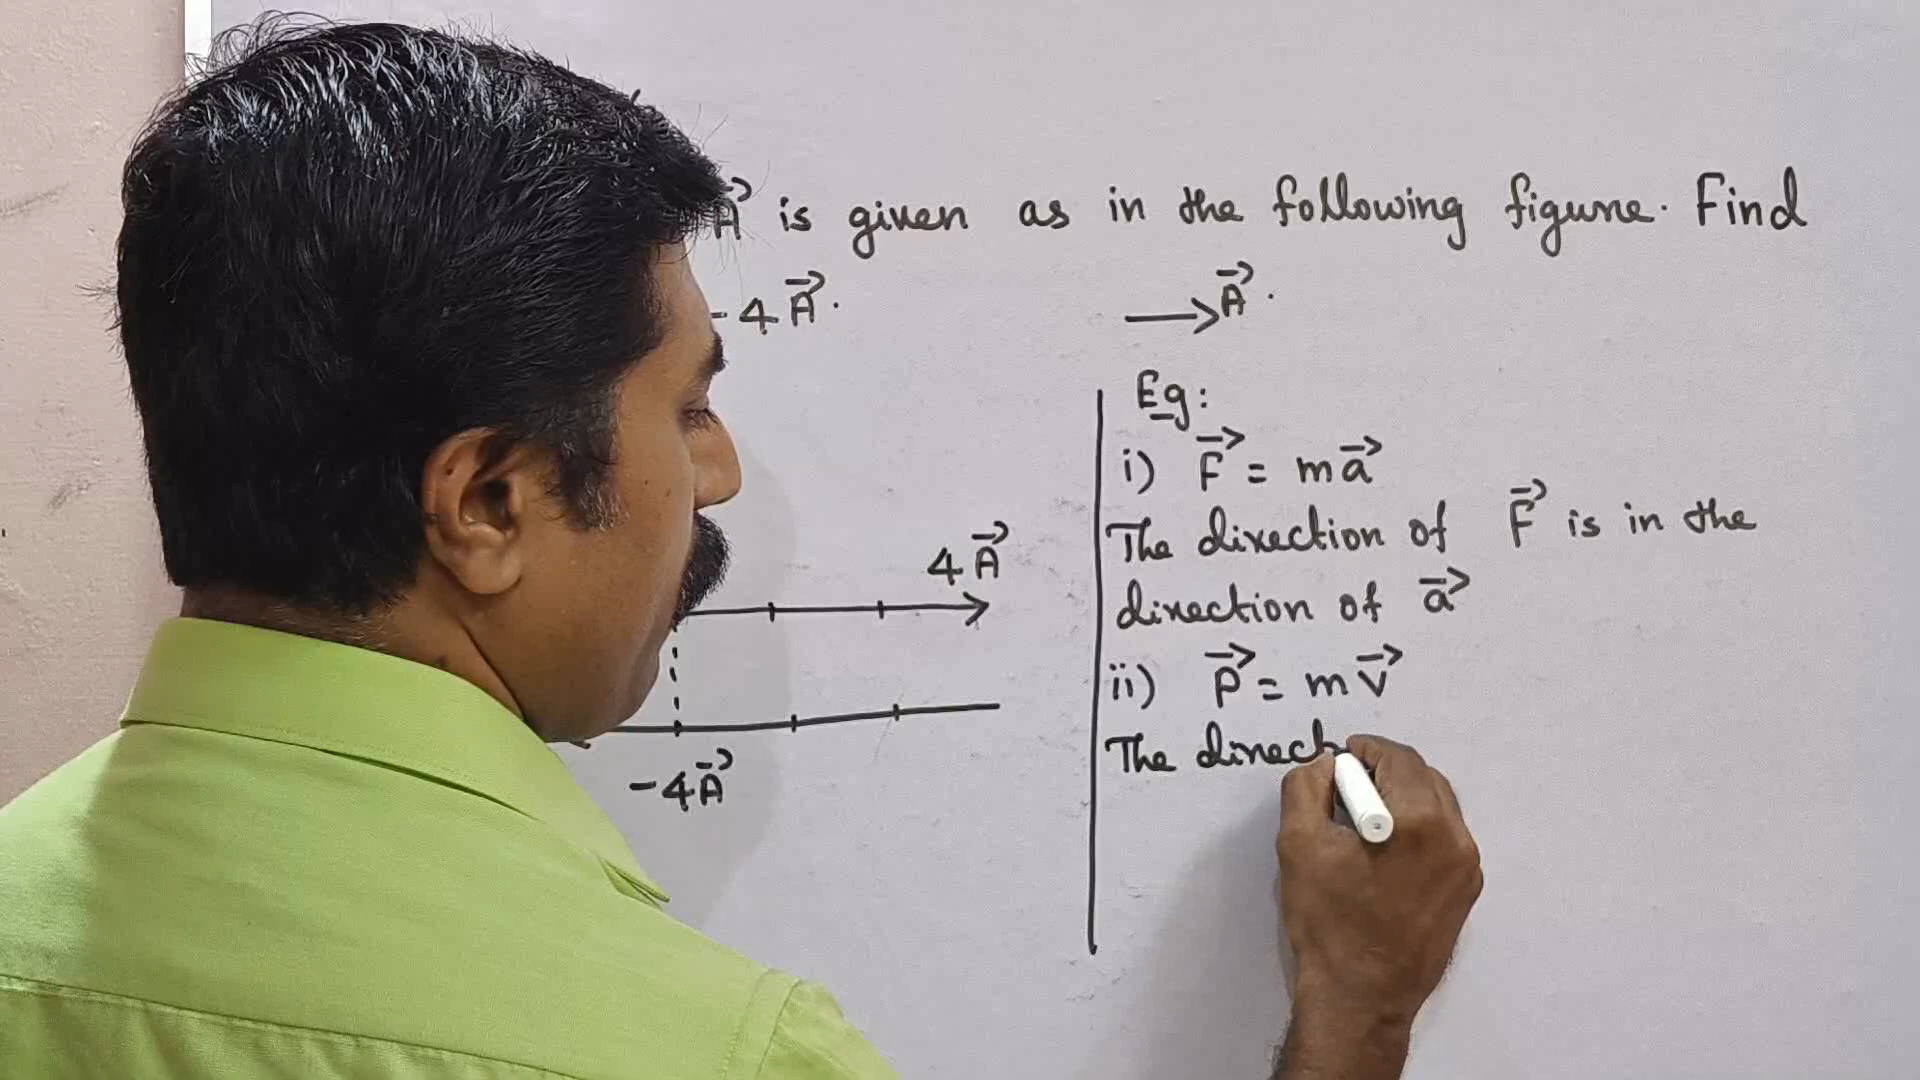 A⃗ is given as in the following figure. Find
-4A⃗.
A⃗.
Eg:
i) F⃗ = ma⃗
The direction of F⃗ is in the
direction of a⃗
ii) P⃗ = mv⃗
The direct
4A⃗
-4A⃗